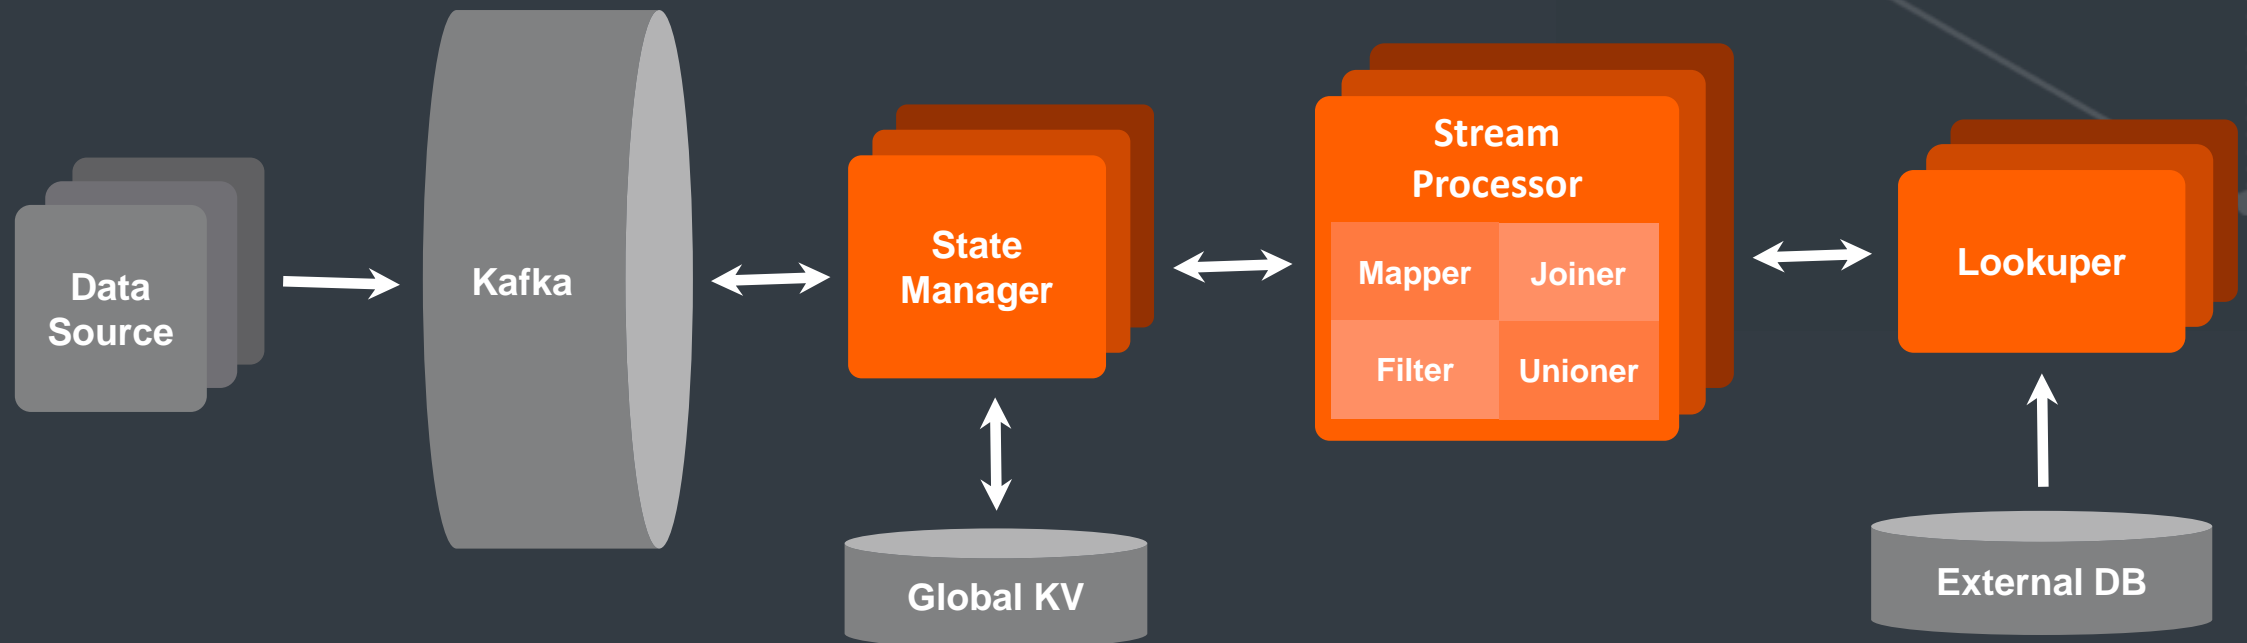 Data
Source
Kafka
State
Manager
Global KV
Stream
Processor
Mapper
Joiner
Filter
Unioner
Lookuper
External DB